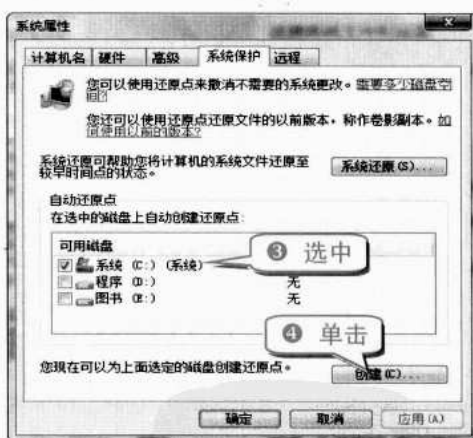 系统属性
计算机名 硬件 高级 系统保护 远程
您可以使用还原点来撤消不需要的系统更改。需要多少磁盘空
间?
您还可以使用还原点还原文件的以前版本，称作卷影副本。如
何使用以前的版本?
系统还原可帮助您将计算机的系统文件还原至
较早时间点的状态。
系统还原(S)...
自动还原点
在选中的磁盘上自动创建还原点:
可用磁盘
系统 (C:) (系统)
❸ 选中
程序 (D:) 无
图书 (E:) 无
❹ 单击
您现在可以为上面选定的磁盘创建还原点。
创建(C)...
确定 取消 应用(A)